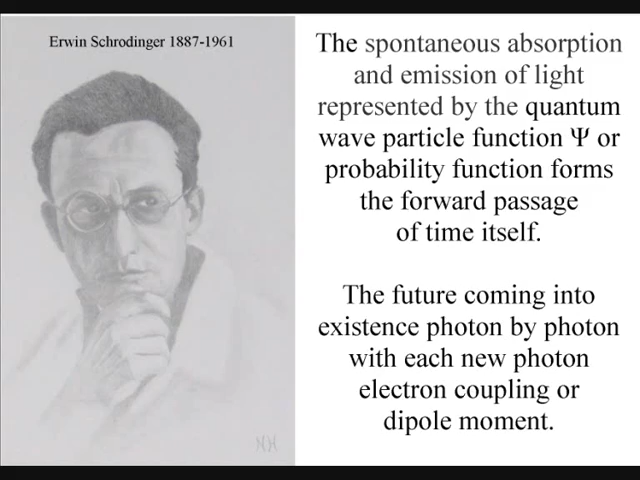 Erwin Schrodinger 1887-1961
The spontaneous absorption
and emission of light
represented by the quantum
wave particle function Ψ or
probability function forms
the forward passage
of time itself.
The future coming into
existence photon by photon
with each new photon
electron coupling or
dipole moment.